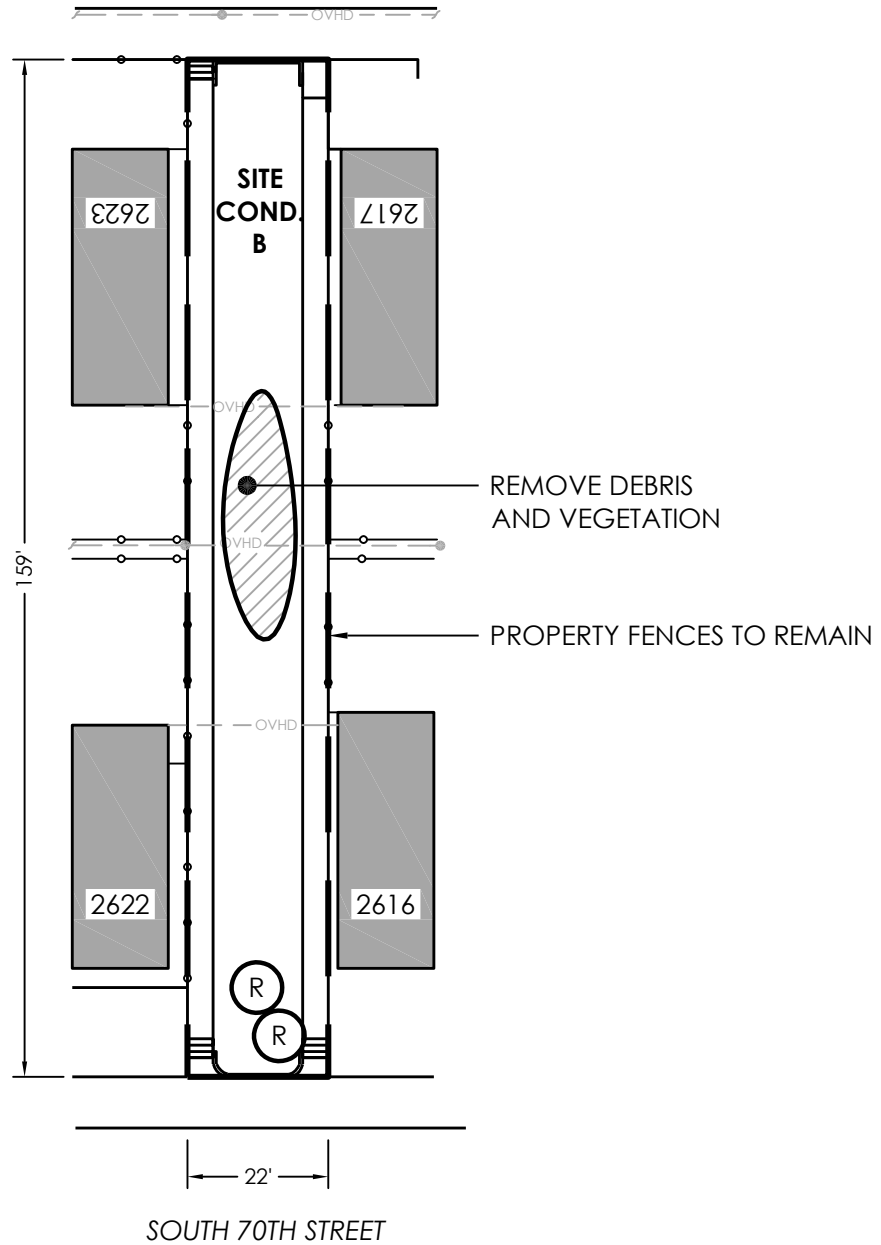 OVHD
SITE
COND.
B
2623
2617
OVHD
REMOVE DEBRIS
AND VEGETATION
OVHD
159'
PROPERTY FENCES TO REMAIN
OVHD
2622
2616
R
R
22'
SOUTH 70TH STREET